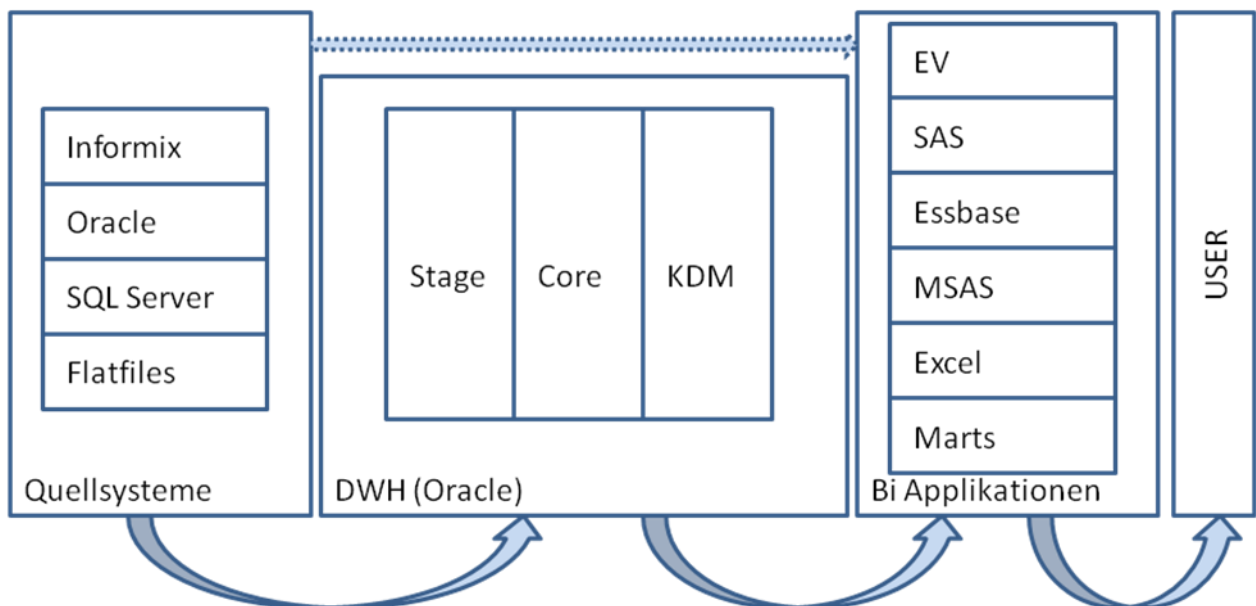 Informix
Oracle
SQL Server
Flatfiles
Quellsysteme
Stage
Core
KDM
DWH (Oracle)
EV
SAS
Essbase
MSAS
Excel
Marts
Bi Applikationen
USER